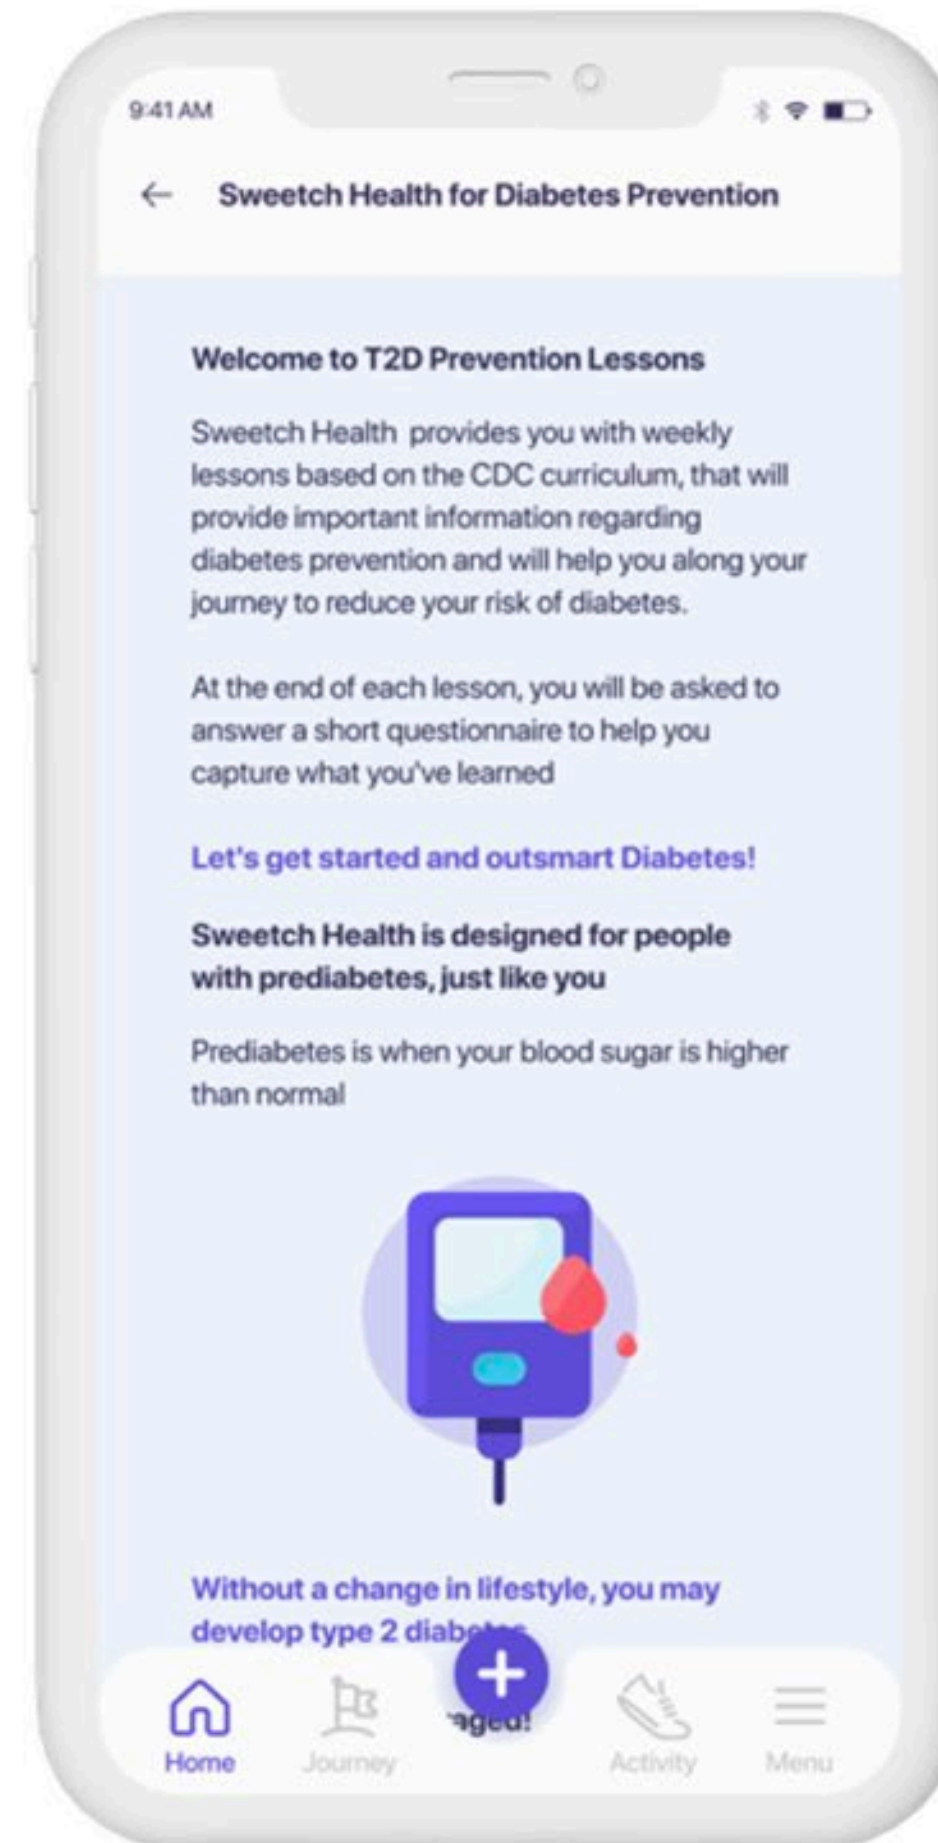 9:41 AM
Sweetch Health for Diabetes Prevention
Welcome to T2D Prevention Lessons
Sweetch Health provides you with weekly
lessons based on the CDC curriculum, that will
provide important information regarding
diabetes prevention and will help you along your
journey to reduce your risk of diabetes.
At the end of each lesson, you will be asked to
answer a short questionnaire to help you
capture what you've learned
Let's get started and outsmart Diabetes!
Sweetch Health is designed for people
with prediabetes, just like you
Prediabetes is when your blood sugar is higher
than normal
Without a change in lifestyle, you may
develop type 2 diabetes
Home
Journey
Activity
Menu